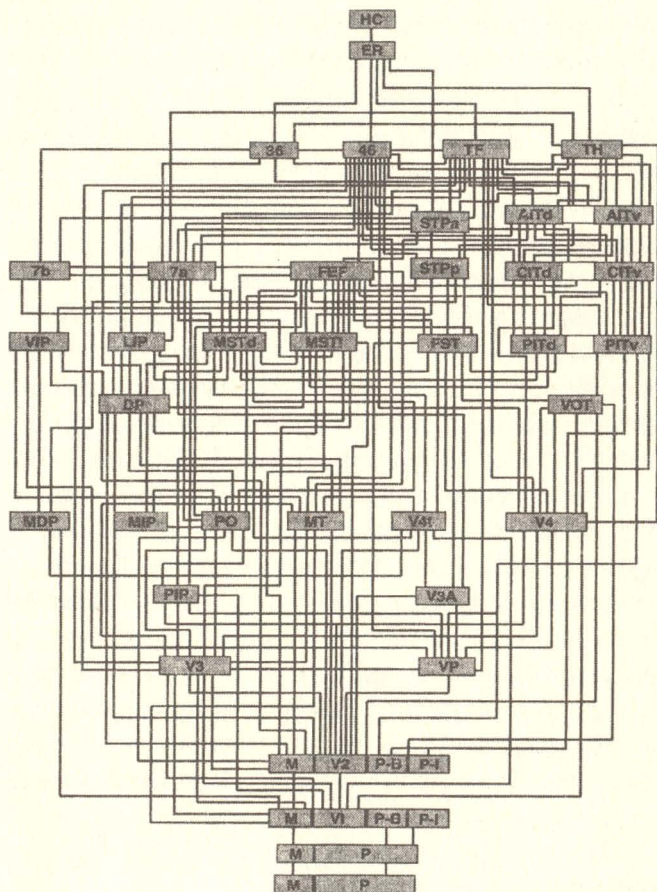 HC
ER
36 46 TF TH
STPa AITd AITv
7b 7a FEF STPp CITd CITv
VIP LIP MSTd MSTl FST PITd PITv
DP VOT
MDP MIP PO MT V4t V4
PIP V3A
V3 VP
M V2 P-B P-I
M V1 P-B P-I
M P
M P